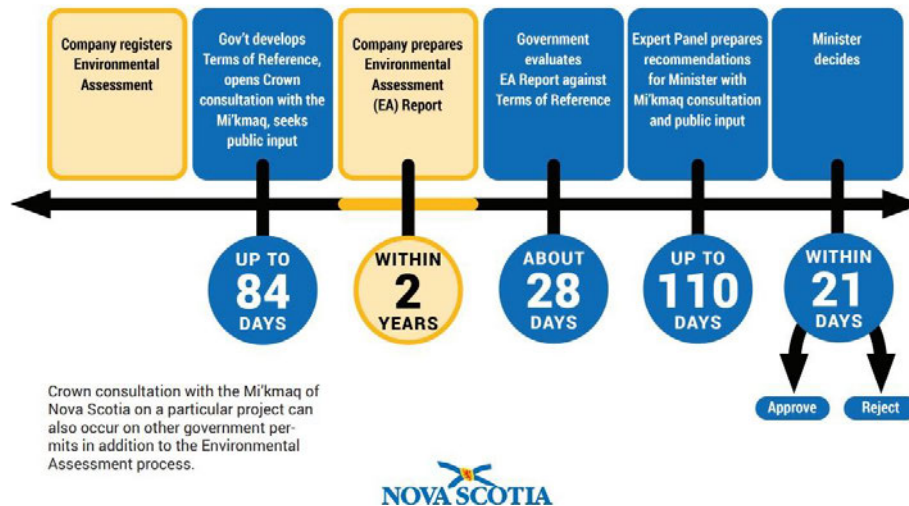 Company registers
Environmental
Assessment
Gov't develops
Terms of Reference,
opens Crown
consultation with the
Mi'kmaq, seeks
public input
Company prepares
Environmental
Assessment
(EA) Report
Government
evaluates
EA Report against
Terms of Reference
Expert Panel prepares
recommendations
for Minister with
Mi'kmaq consultation
and public input
Minister
decides
UP TO
84
DAYS
WITHIN
2
YEARS
ABOUT
28
DAYS
UP TO
110
DAYS
WITHIN
21
DAYS
Approve
Reject
Crown consultation with the Mi'kmaq of
Nova Scotia on a particular project can
also occur on other government per-
mits in addition to the Environmental
Assessment process.
NOVA SCOTIA